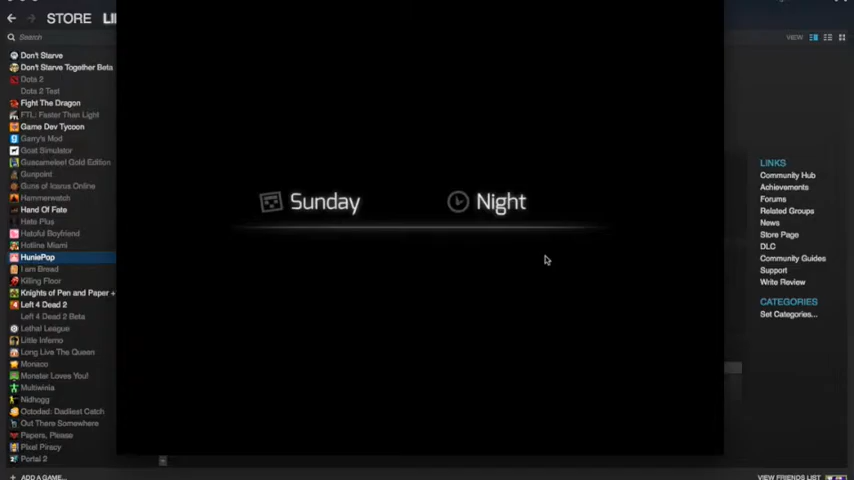 STORE
Search
VIEW
Don't Starve
Don't Starve Together Beta
Dota 2
Dota 2 Test
Fight The Dragon
FTL: Faster Than Light
Game Dev Tycoon
Garry's Mod
Goat Simulator
Guacamelee! Gold Edition
Gunpoint
Guns of Icarus Online
Hammerwatch
Hand Of Fate
Hate Plus
Hatoful Boyfriend
Hotline Miami
HuniePop
I am Bread
Killing Floor
Knights of Pen and Paper +
Left 4 Dead 2
Left 4 Dead 2 Beta
Lethal League
Little Inferno
Long Live The Queen
Monaco
Monster Loves You!
Multiwinia
Nidhogg
Octodad: Dadliest Catch
Out There Somewhere
Papers, Please
Pixel Piracy
Portal 2
ADD A GAME...
Sunday Night
LINKS
Community Hub
Achievements
Forums
Related Groups
News
Store Page
DLC
Community Guides
Support
Write Review
CATEGORIES
Set Categories...
VIEW FRIENDS LIST